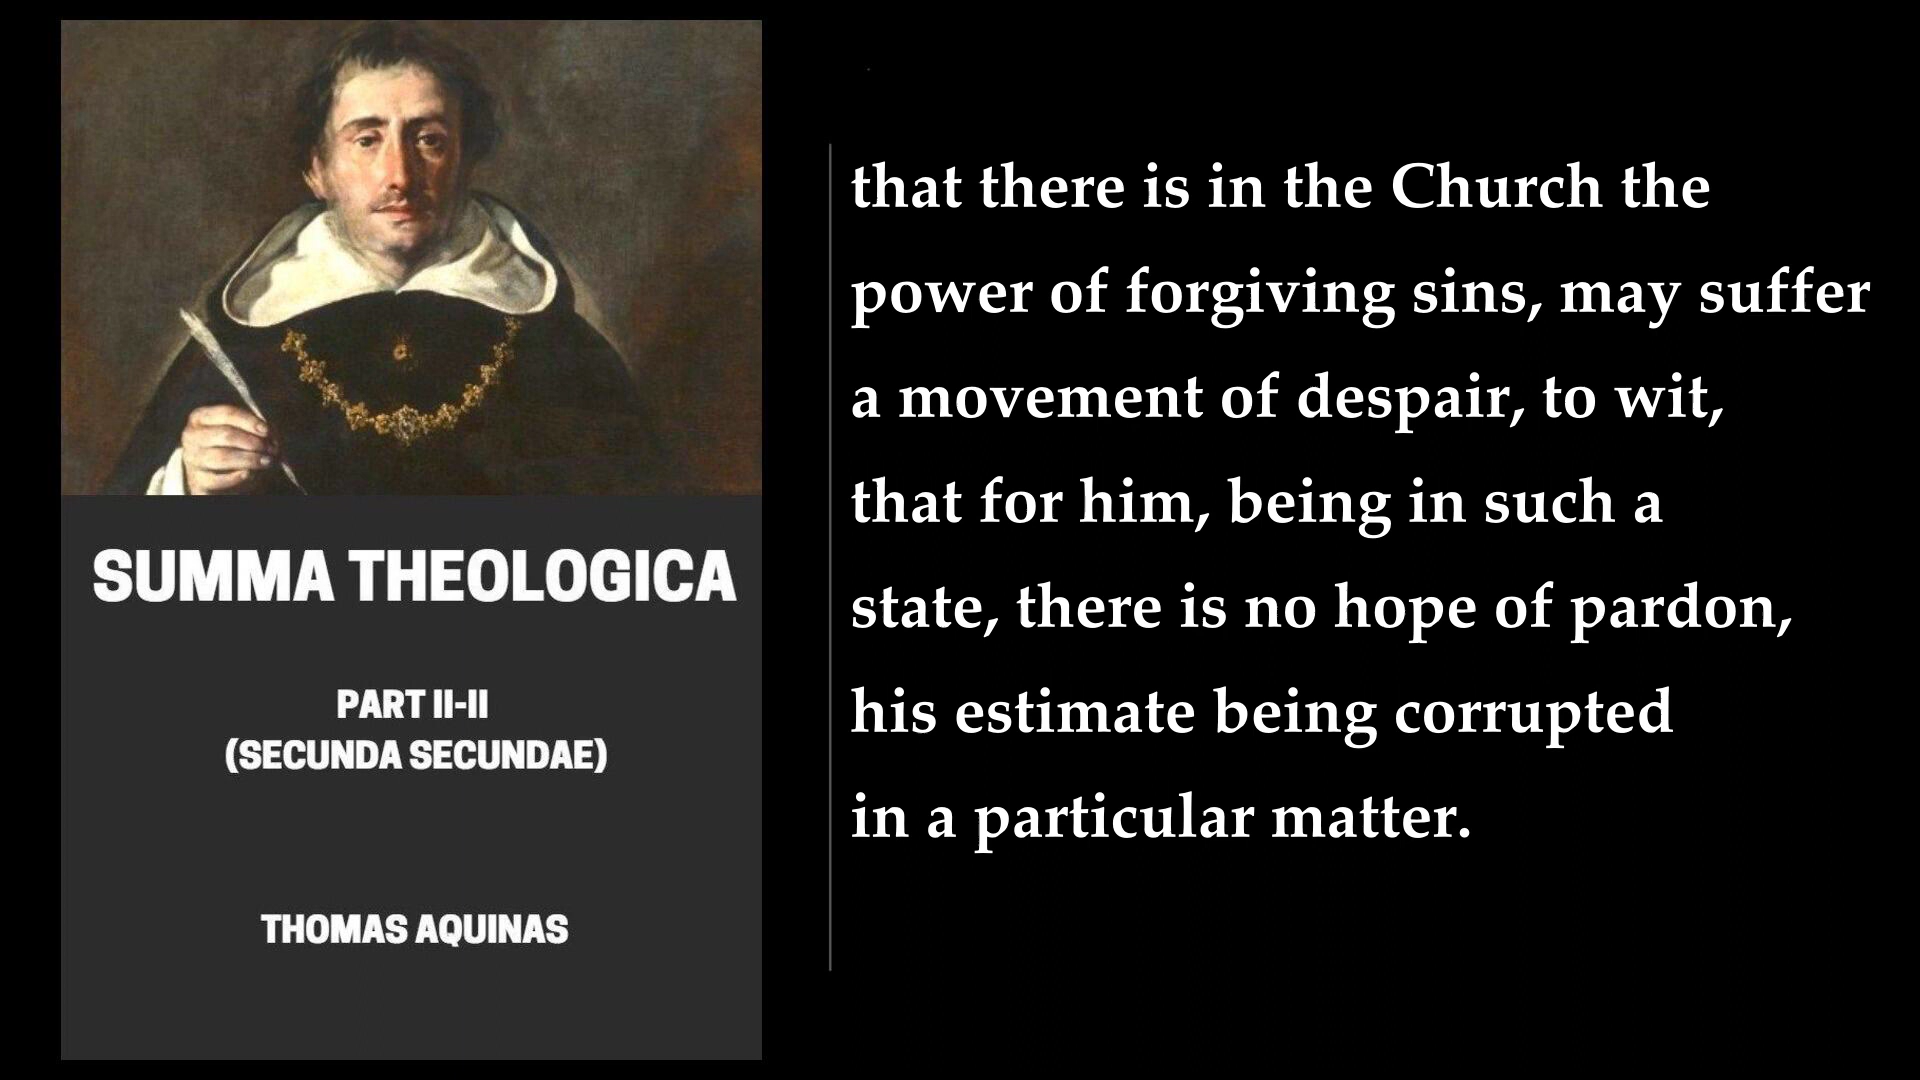 SUMMA THEOLOGICA
PART II-II
(SECUNDA SECUNDAE)
THOMAS AQUINAS
that there is in the Church the
power of forgiving sins, may suffer
a movement of despair, to wit,
that for him, being in such a
state, there is no hope of pardon,
his estimate being corrupted
in a particular matter.